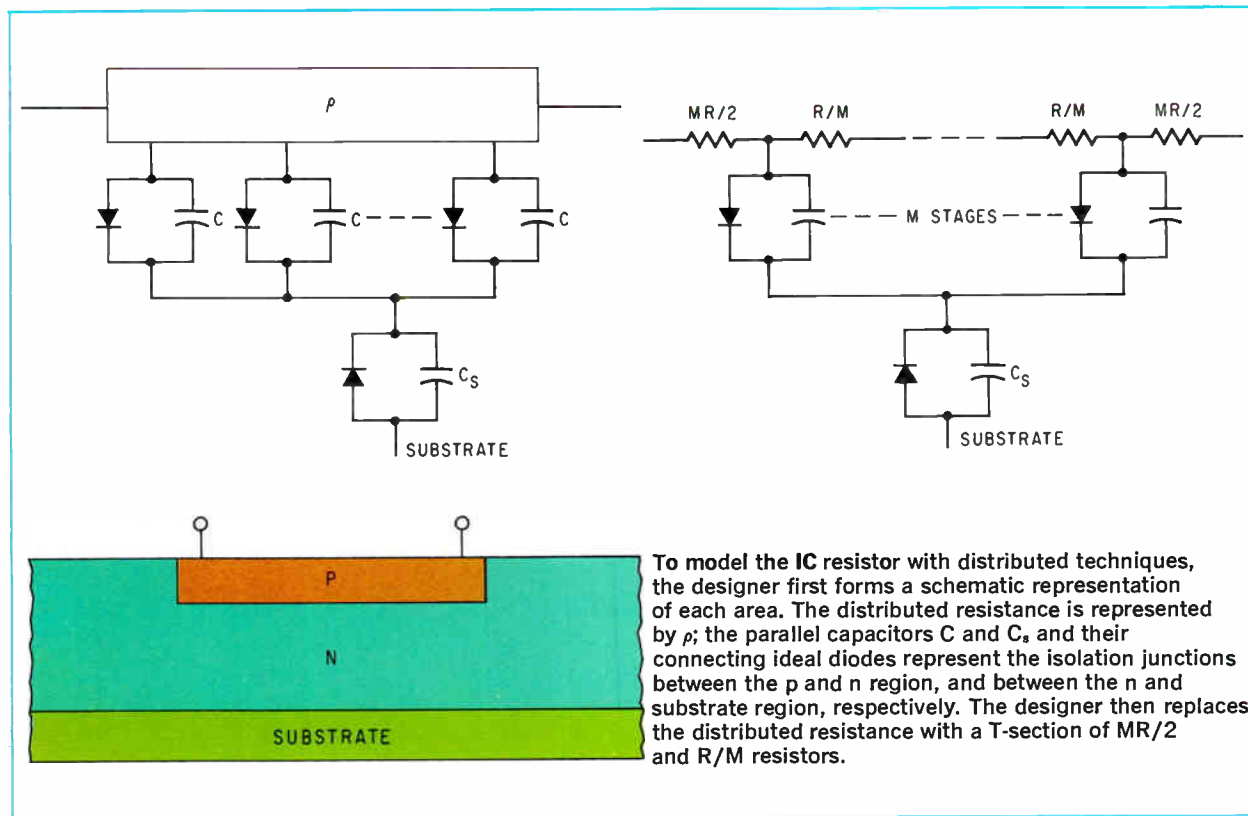 ρ
C
C
C
C_S
SUBSTRATE
MR/2
R/M
R/M
MR/2
M STAGES
C_S
SUBSTRATE
P
N
SUBSTRATE
To model the IC resistor with distributed techniques,
the designer first forms a schematic representation
of each area. The distributed resistance is represented
by ρ; the parallel capacitors C and C_s and their
connecting ideal diodes represent the isolation junctions
between the p and n region, and between the n and
substrate region, respectively. The designer then replaces
the distributed resistance with a T-section of MR/2
and R/M resistors.